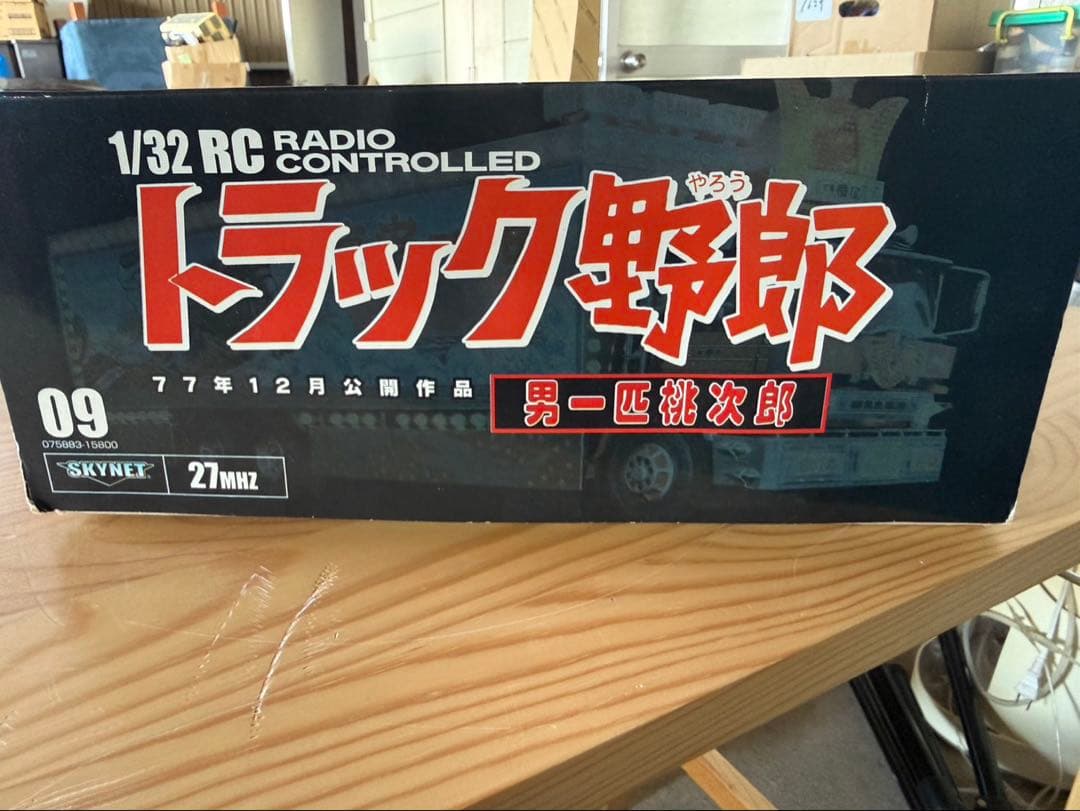 1/32 RC RADIO CONTROLLED
やろう
トラック野郎
77年12月公開作品 男一匹桃次郎
09
075883-15800
SKYNET 27MHZ